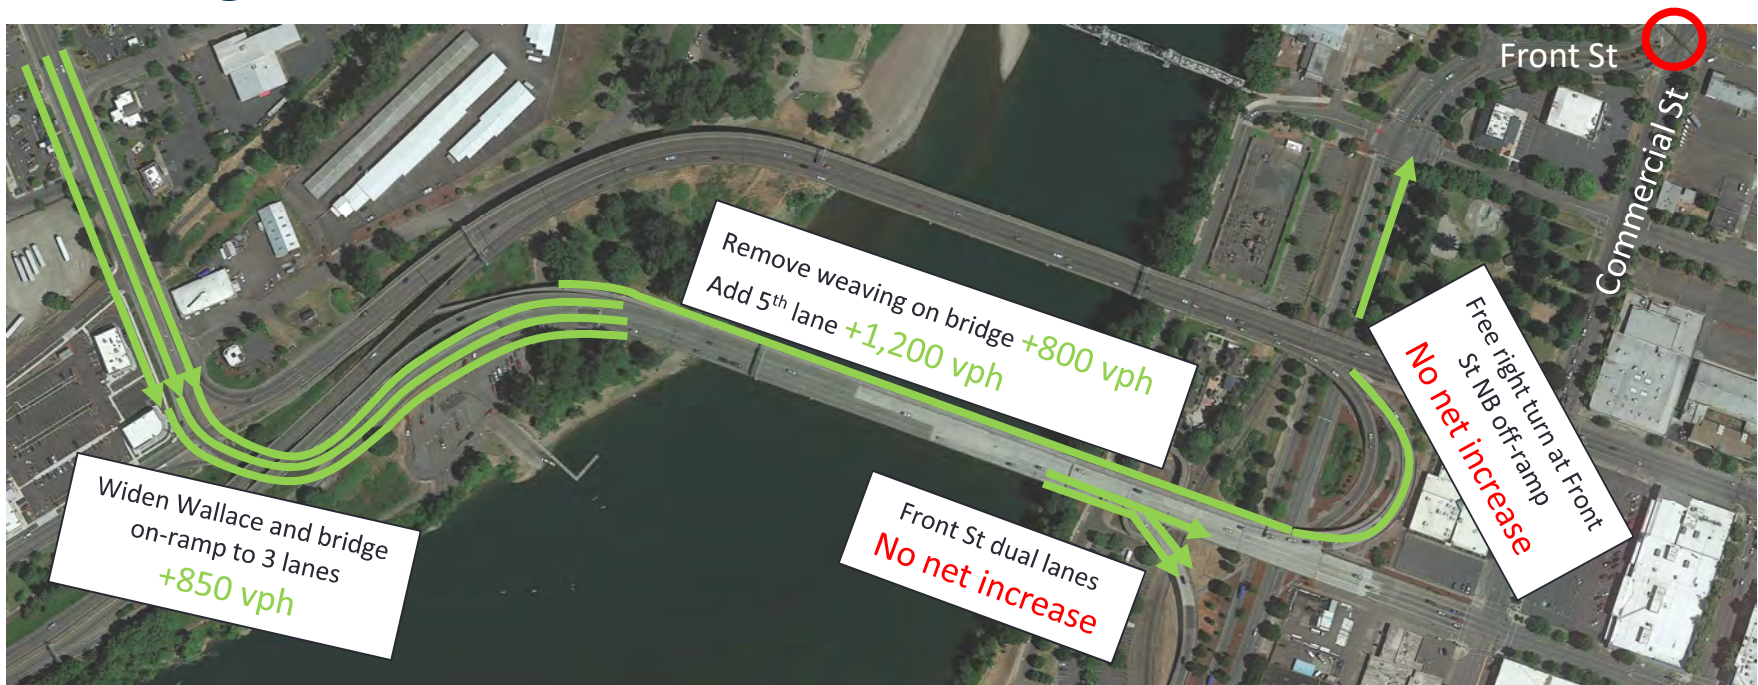 Front St
Commercial St
Remove weaving on bridge +800 vph
Add 5th lane +1,200 vph
Free right turn at Front
St NB off-ramp
No net increase
Widen Wallace and bridge
on-ramp to 3 lanes
+850 vph
Front St dual lanes
No net increase